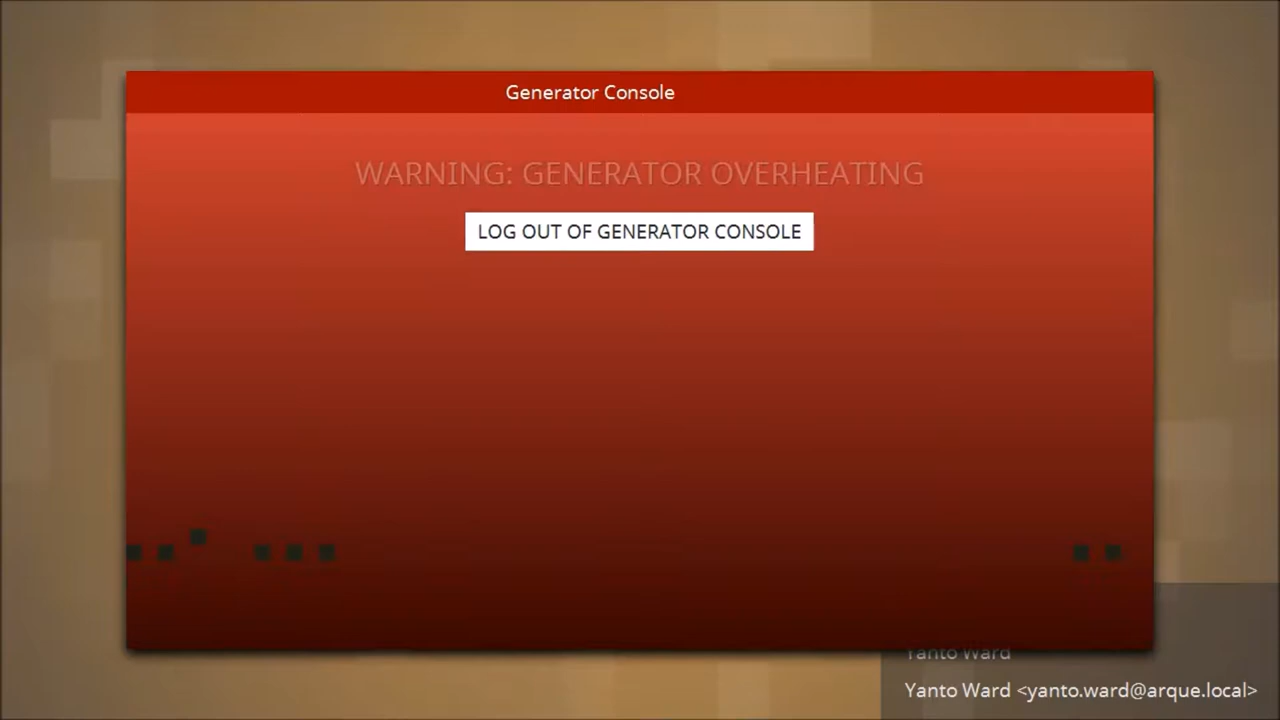 Generator Console
WARNING: GENERATOR OVERHEATING
LOG OUT OF GENERATOR CONSOLE
Yanto Ward
Yanto Ward <yanto.ward@arque.local>